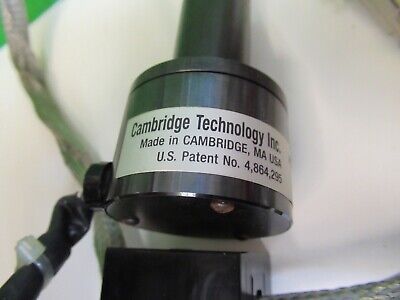 Cambridge Technology Inc.
Made in CAMBRIDGE, MA USA
U.S. Patent No. 4,864,295